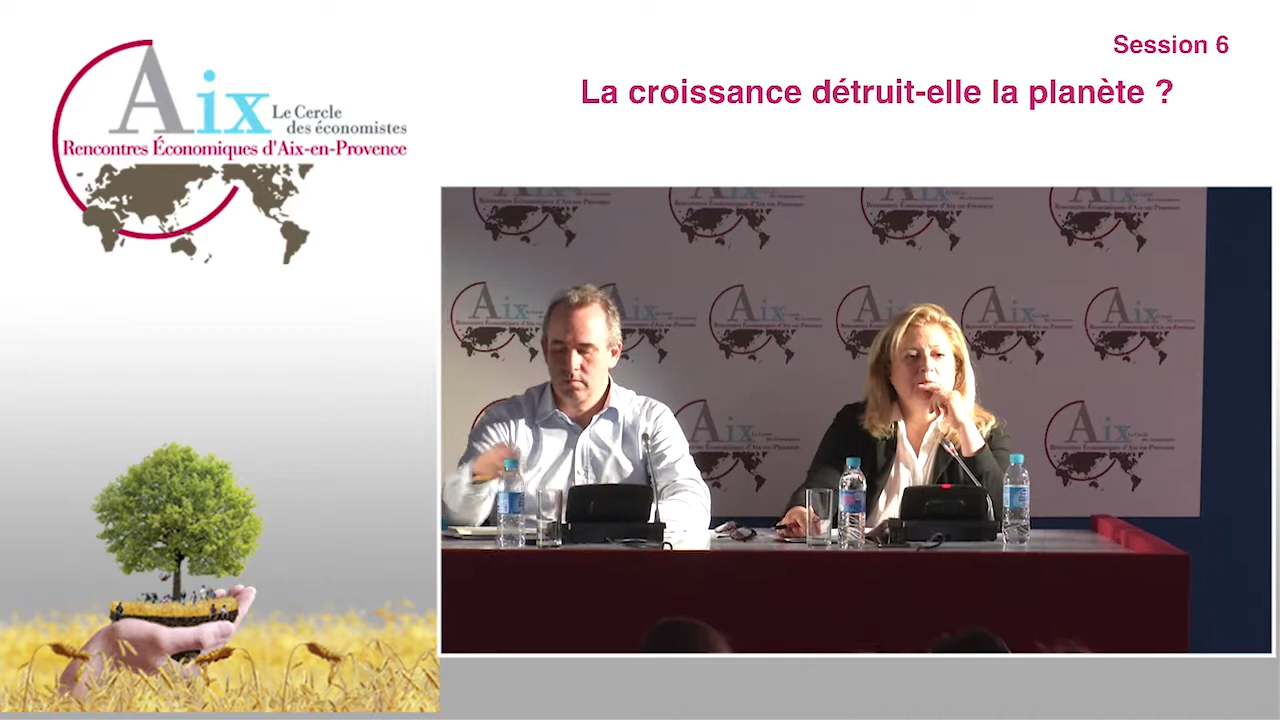 Session 6
La croissance détruit-elle la planète ?
Aix
Le Cercle
des économistes
Rencontres Économiques d'Aix-en-Provence